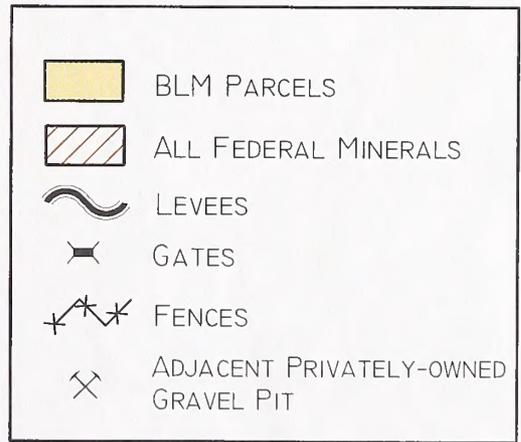 BLM PARCELS
ALL FEDERAL MINERALS
LEVEES
GATES
FENCES
ADJACENT PRIVATELY-OWNED
GRAVEL PIT